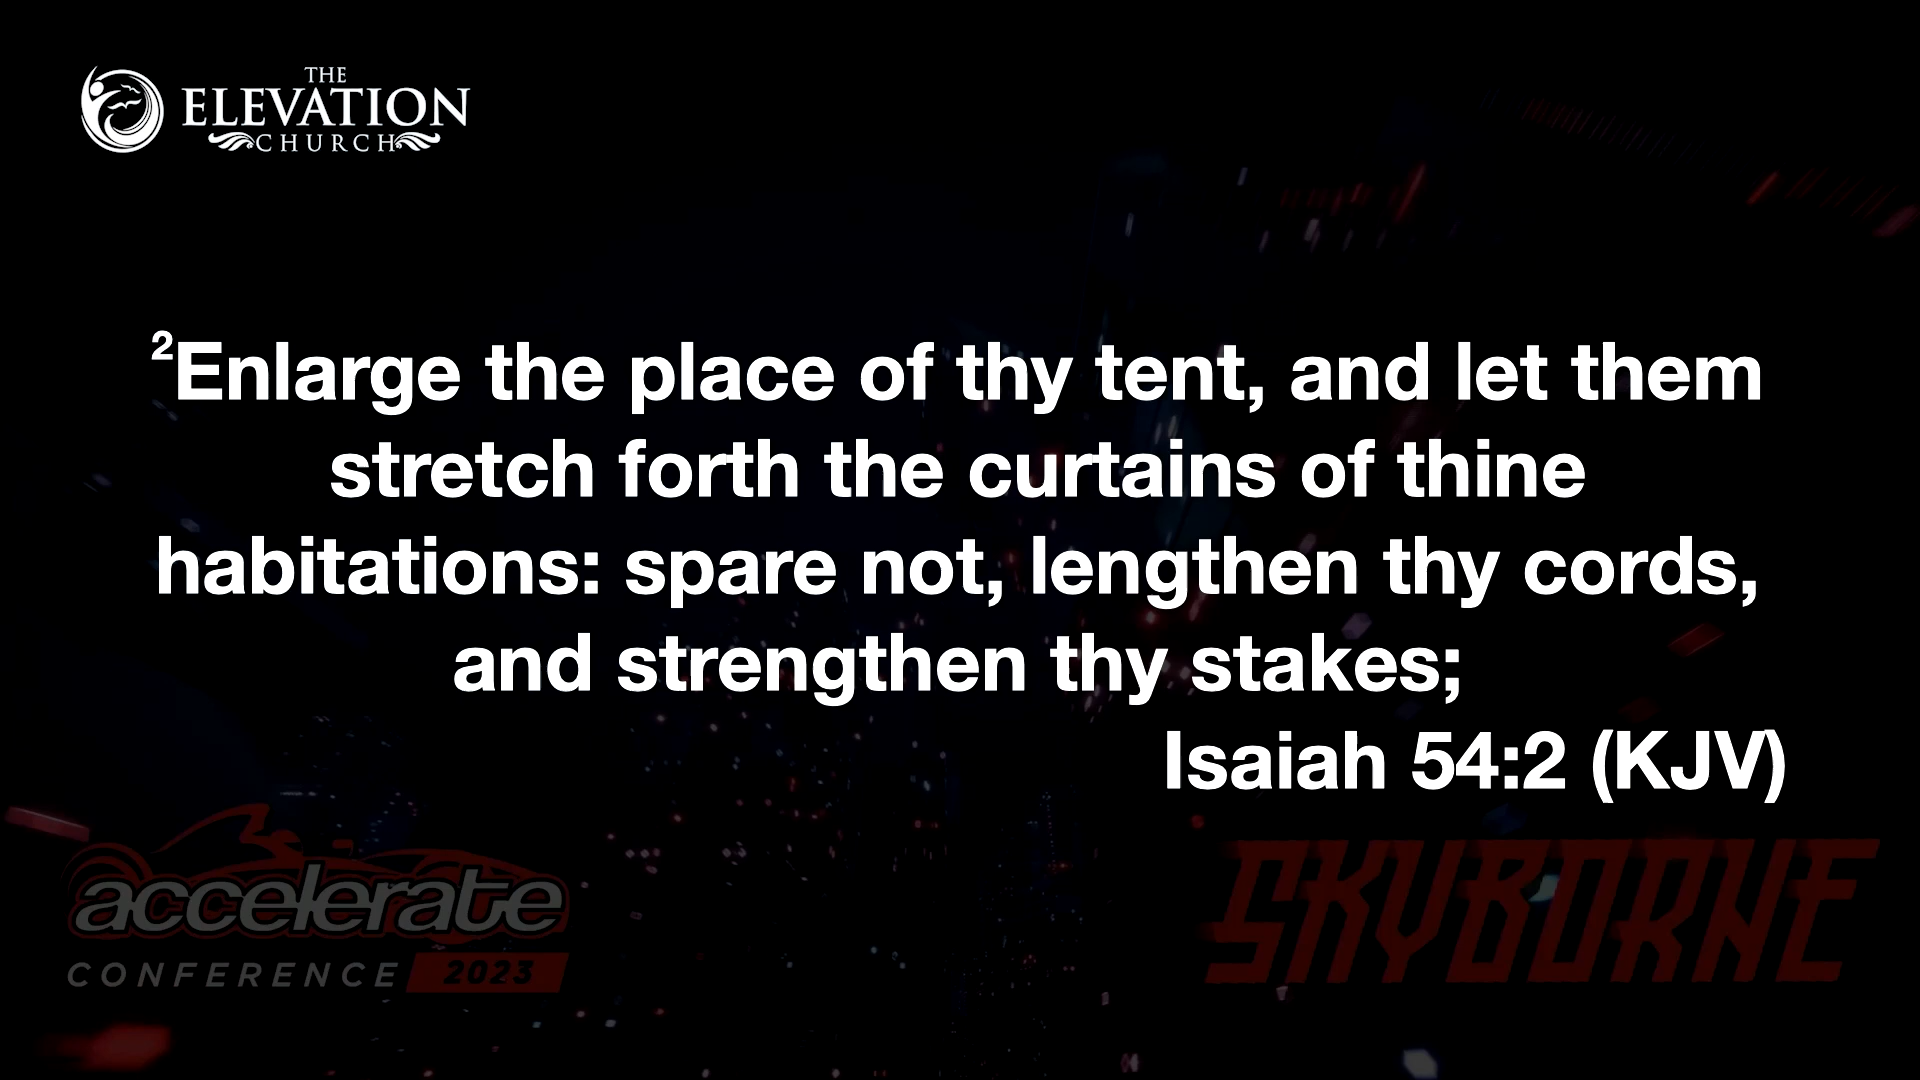 THE
ELEVATION
CHURCH
²Enlarge the place of thy tent, and let them
stretch forth the curtains of thine
habitations: spare not, lengthen thy cords,
and strengthen thy stakes;
Isaiah 54:2 (KJV)
accelerate
CONFERENCE 2023
SKYBORNE